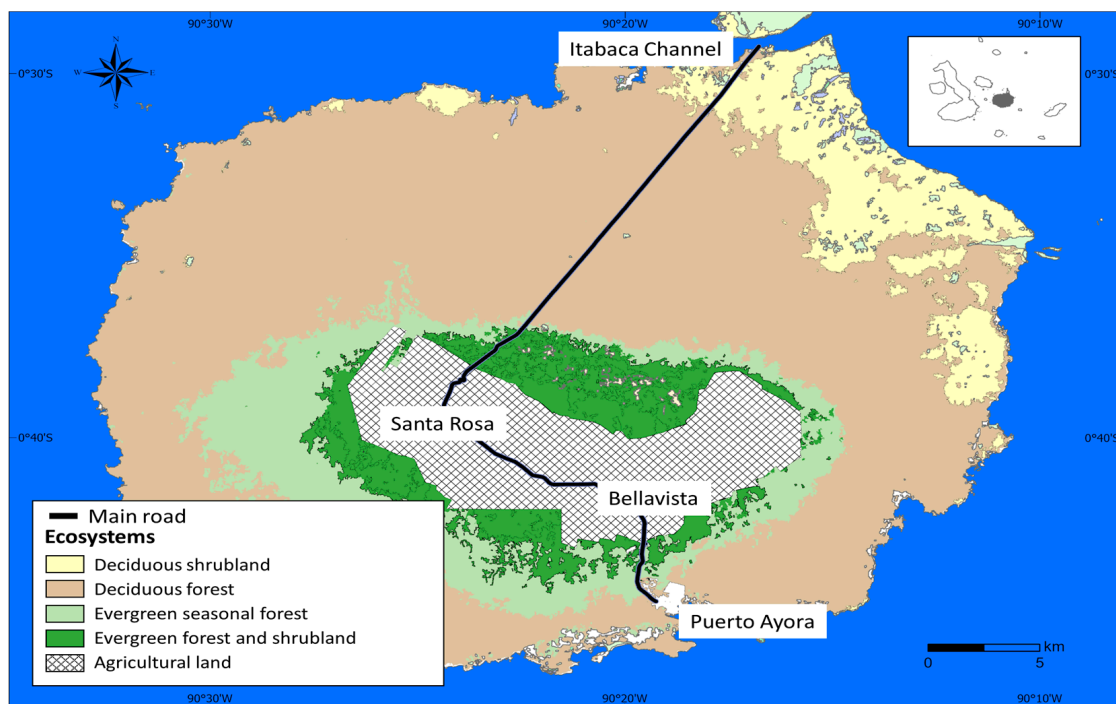 90°30'W
90°20'W
90°10'W
N
W
E
S
0°30'S
0°30'S
Itabaca Channel
Santa Rosa
0°40'S
0°40'S
Bellavista
Puerto Ayora
Main road
Ecosystems
Deciduous shrubland
Deciduous forest
Evergreen seasonal forest
Evergreen forest and shrubland
Agricultural land
km
0
5
90°30'W
90°20'W
90°10'W